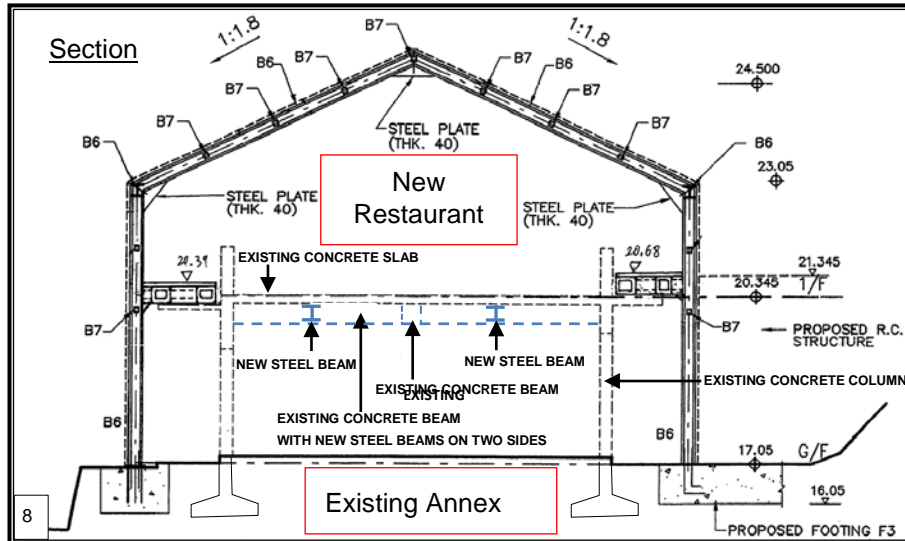 Section
1:1.8
1:1.8
B7
B7
B6
B7
B7
B7
B6
B7
B6
B7
B7
B6
24.500
STEEL PLATE
(THK. 40)
23.05
STEEL PLATE
(THK. 40)
New
Restaurant
STEEL PLATE
(THK. 40)
EXISTING CONCRETE SLAB
20.68
21.345
1/F
20.345
B7
B7
PROPOSED R.C.
STRUCTURE
NEW STEEL BEAM
EXISTING CONCRETE BEAM
EXISTING
NEW STEEL BEAM
EXISTING CONCRETE COLUMN
EXISTING CONCRETE BEAM
WITH NEW STEEL BEAMS ON TWO SIDES
B6
B6
17.05
G/F
16.05
8
Existing Annex
PROPOSED FOOTING F3